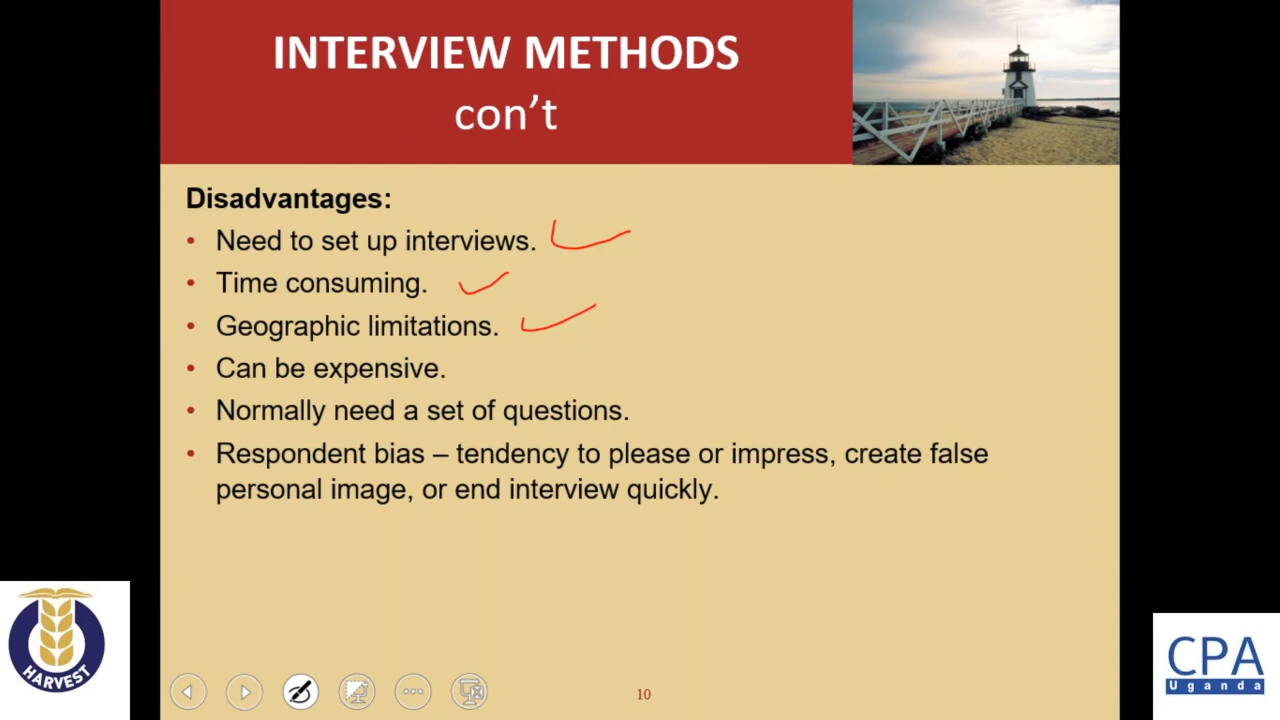 INTERVIEW METHODS
con’t
Disadvantages:
• Need to set up interviews.
• Time consuming.
• Geographic limitations.
• Can be expensive.
• Normally need a set of questions.
• Respondent bias – tendency to please or impress, create false
personal image, or end interview quickly.
HARVEST
10
CPA
Uganda